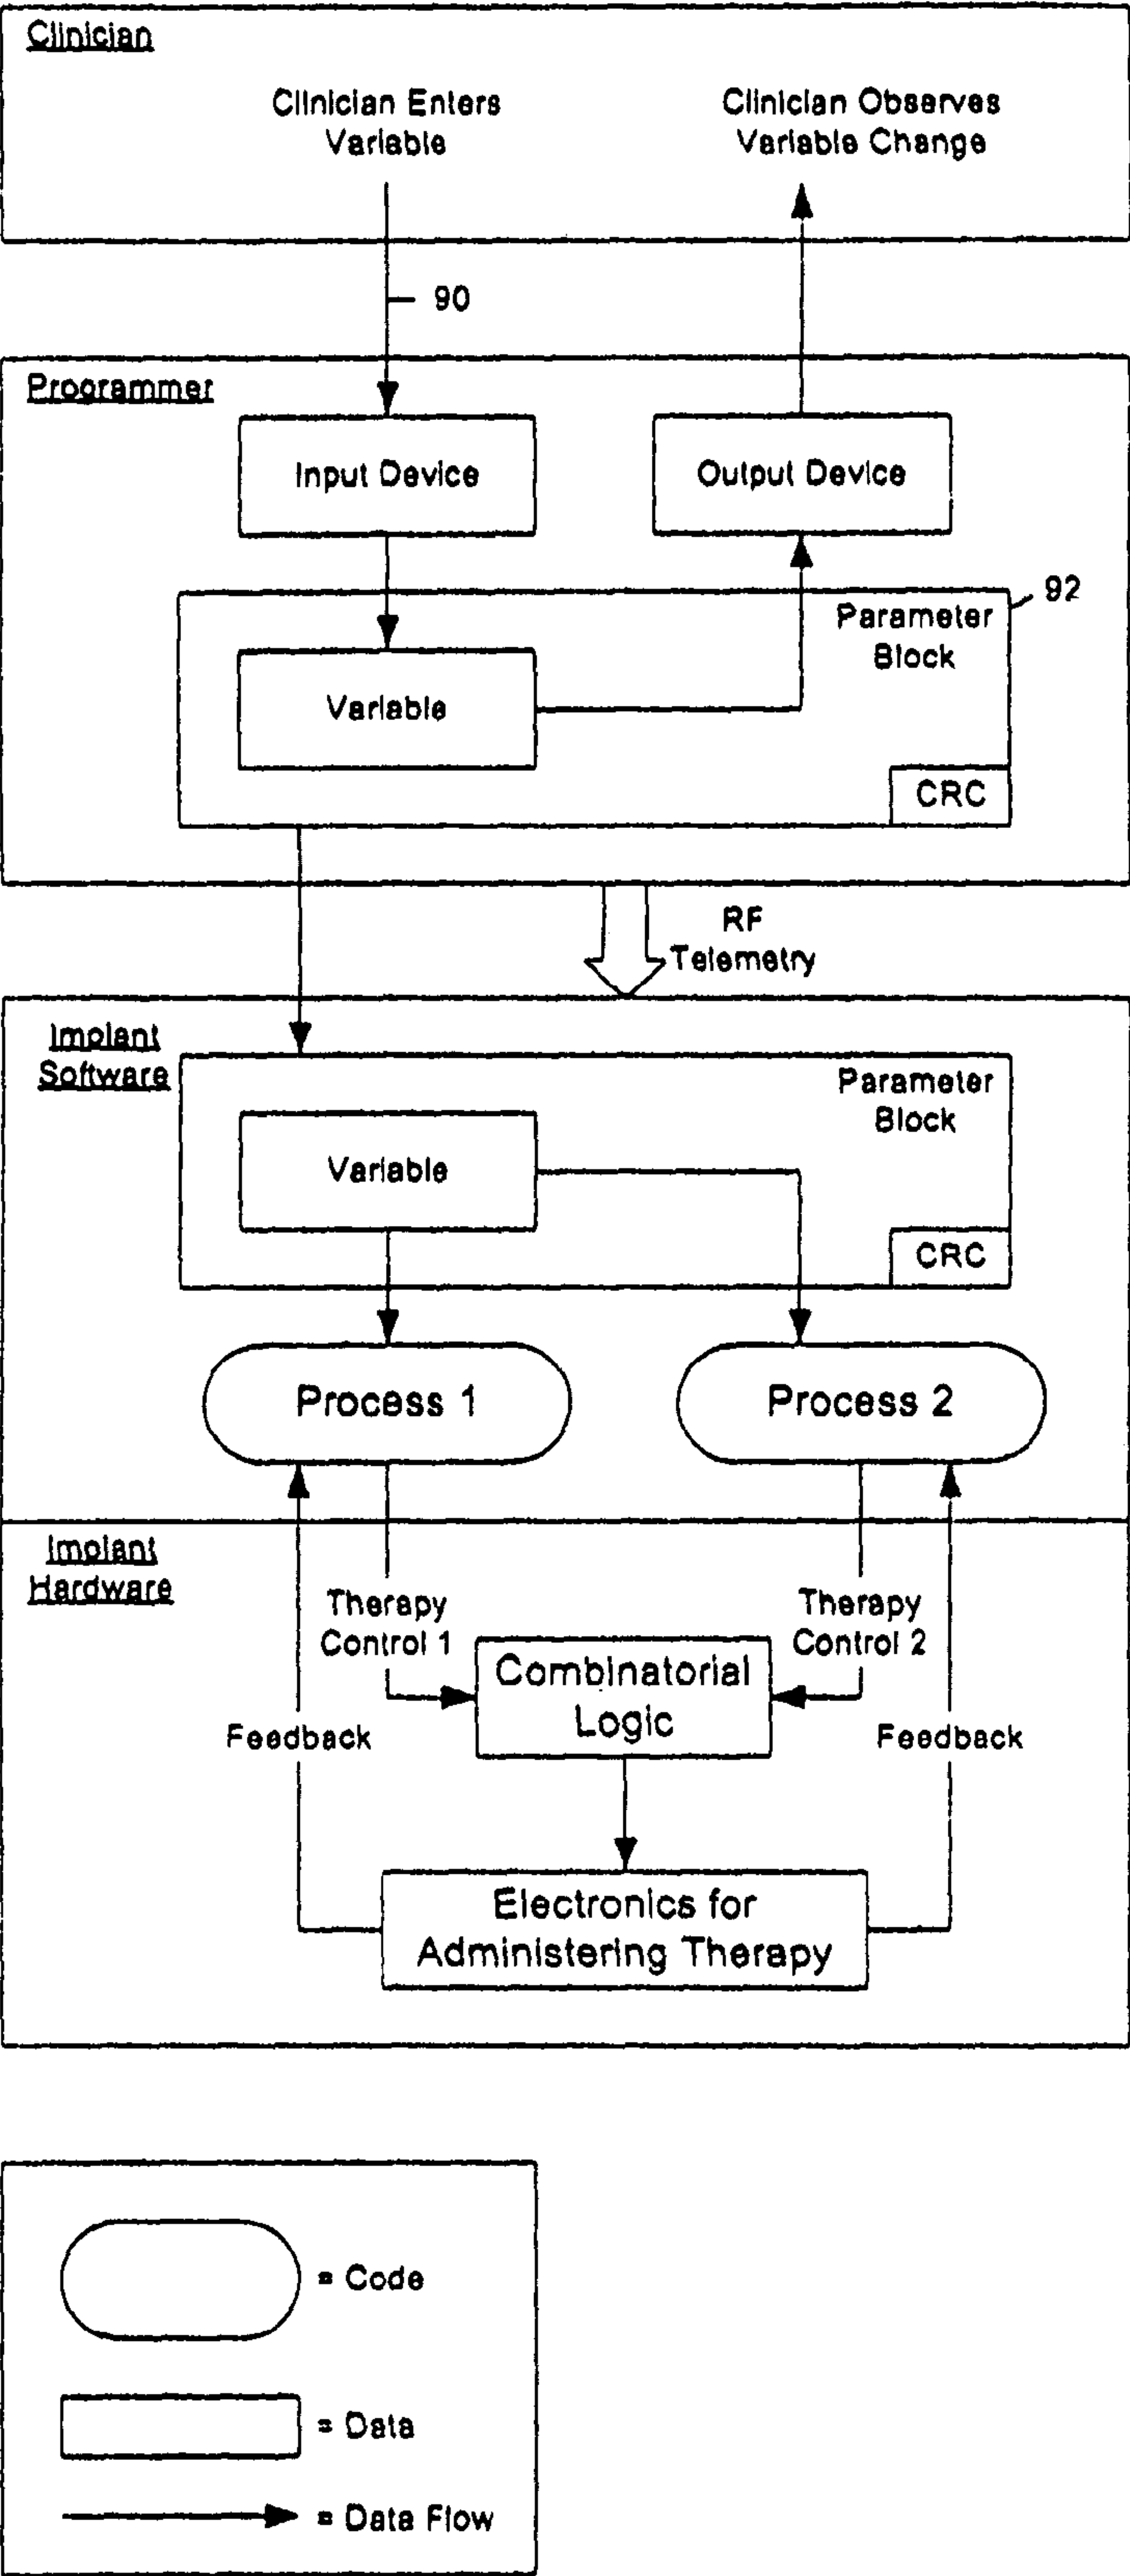 Clinician
Clinician Enters
Variable
Clinician Observes
Variable Change
90
Programmer
Input Device
Output Device
92
Parameter
Block
Variable
CRC
RF
Telemetry
Implant
Software
Parameter
Block
Variable
CRC
Process 1
Process 2
Implant
Hardware
Therapy
Control 1
Therapy
Control 2
Combinatorial
Logic
Feedback
Feedback
Electronics for
Administering Therapy
= Code
= Data
= Data Flow